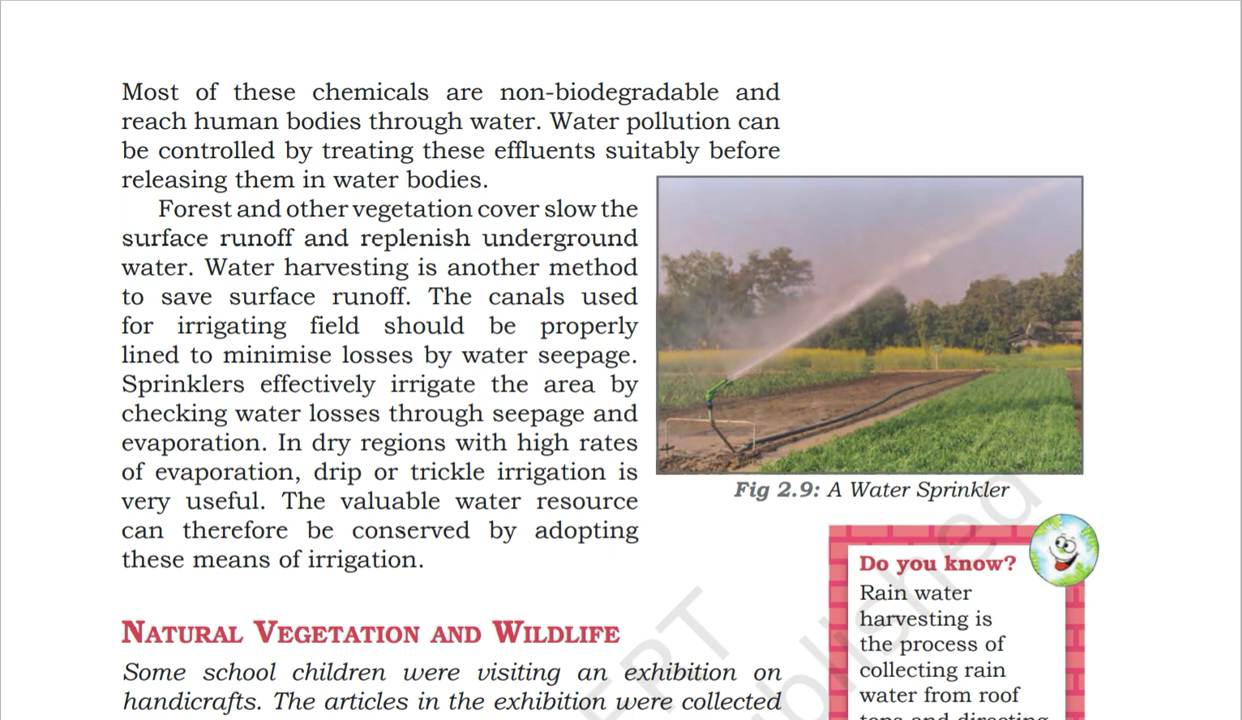 Most of these chemicals are non-biodegradable and
reach human bodies through water. Water pollution can
be controlled by treating these effluents suitably before
releasing them in water bodies.
Forest and other vegetation cover slow the
surface runoff and replenish underground
water. Water harvesting is another method
to save surface runoff. The canals used
for irrigating field should be properly
lined to minimise losses by water seepage.
Sprinklers effectively irrigate the area by
checking water losses through seepage and
evaporation. In dry regions with high rates
of evaporation, drip or trickle irrigation is
very useful. The valuable water resource
can therefore be conserved by adopting
these means of irrigation.
Fig 2.9: A Water Sprinkler
Do you know?
Rain water
harvesting is
the process of
collecting rain
water from roof
tops and directing
NATURAL VEGETATION AND WILDLIFE
Some school children were visiting an exhibition on
handicrafts. The articles in the exhibition were collected